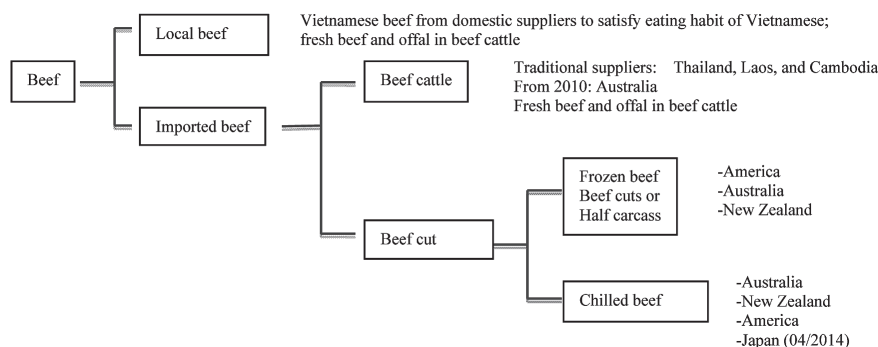 Local beef
Vietnamese beef from domestic suppliers to satisfy eating habit of Vietnamese;
fresh beef and offal in beef cattle
Beef
Imported beef
Beef cattle
Traditional suppliers: Thailand, Laos, and Cambodia
From 2010: Australia
Fresh beef and offal in beef cattle
Beef cut
Frozen beef
Beef cuts or
Half carcass
-America
-Australia
-New Zealand
Chilled beef
-Australia
-New Zealand
-America
-Japan (04/2014)